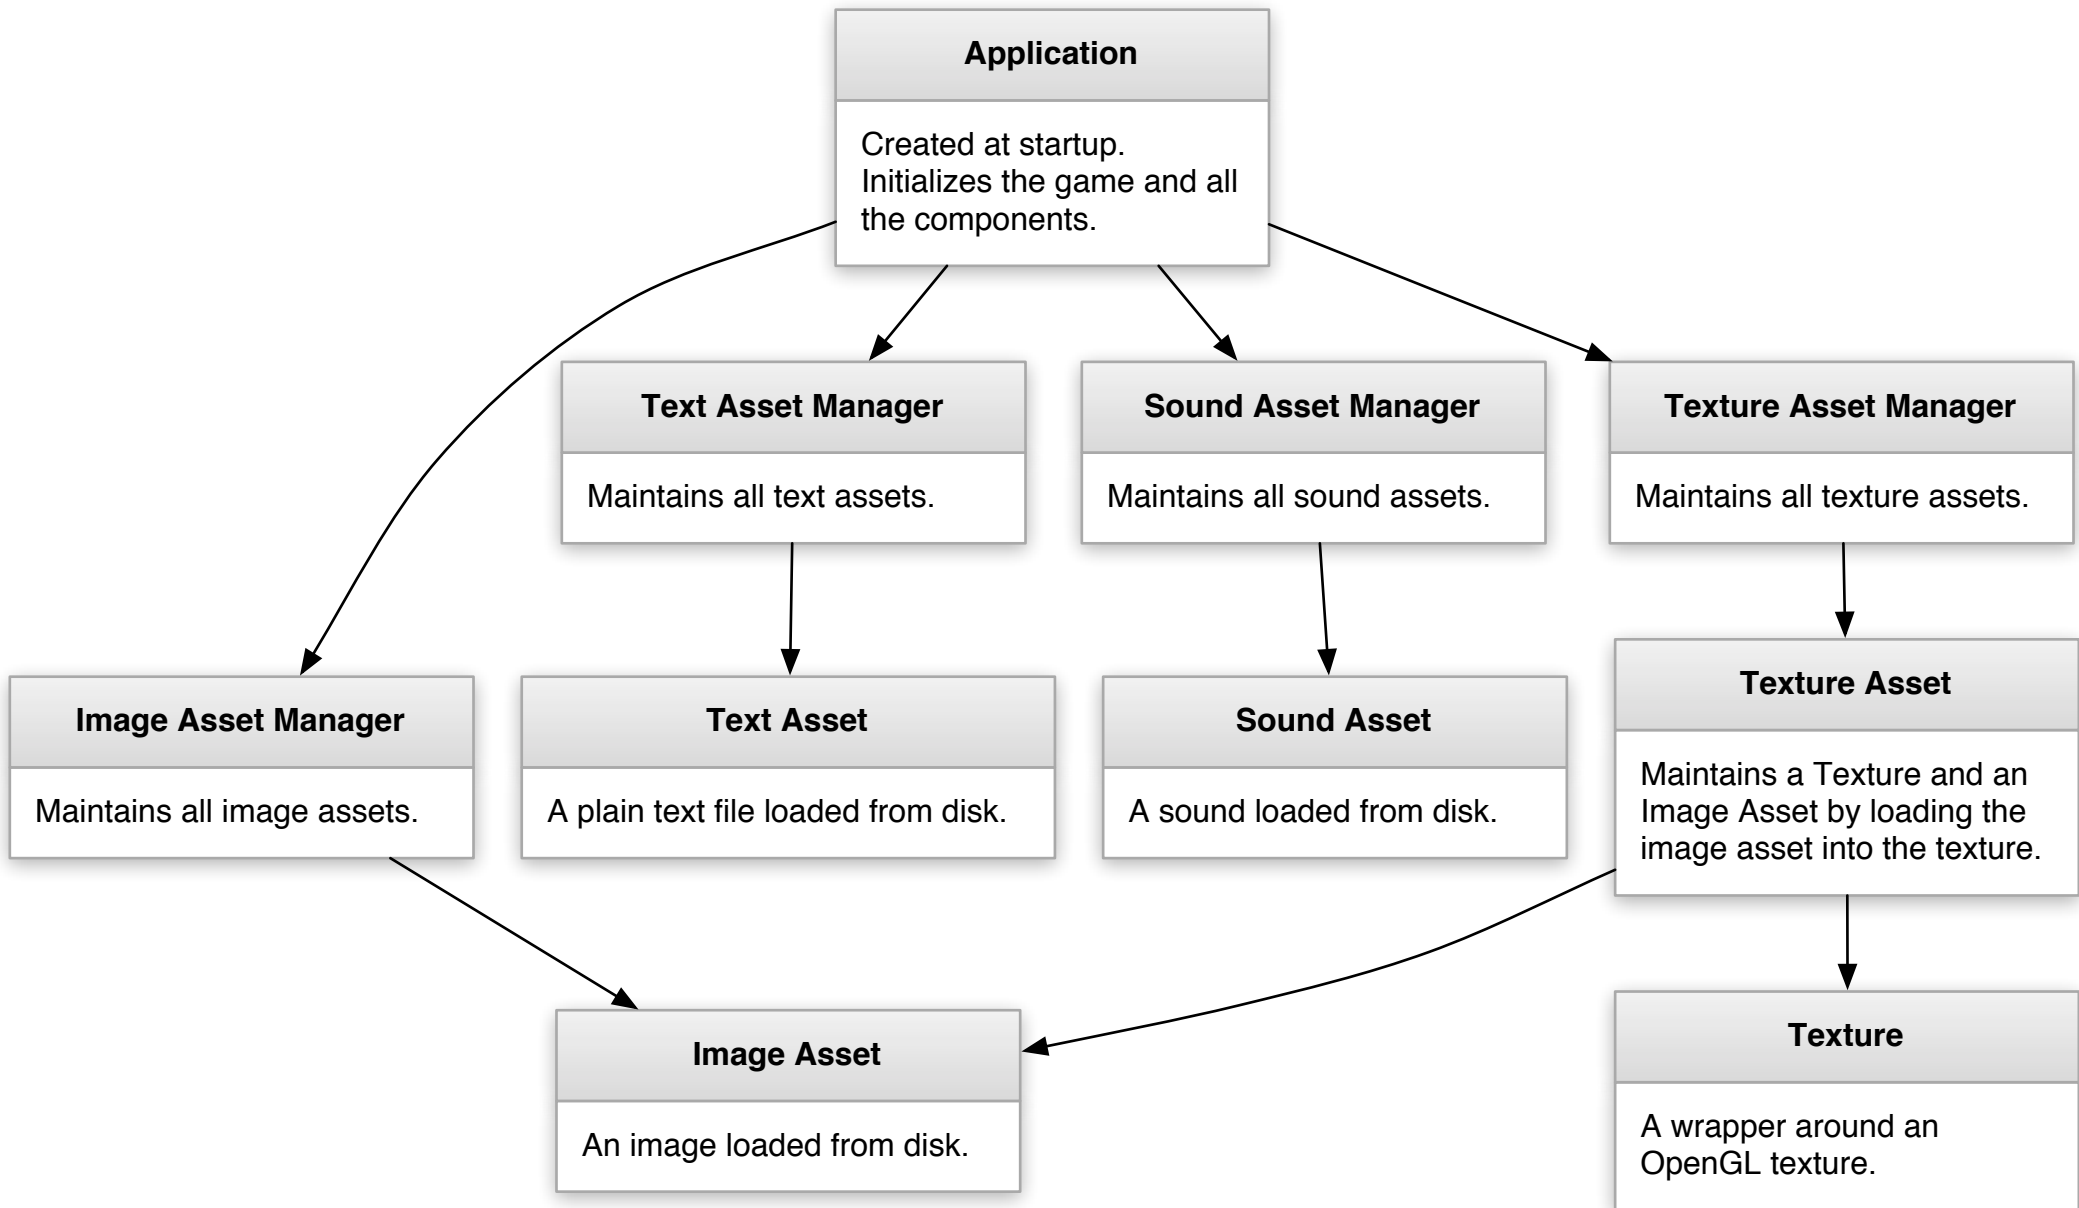 Application
Created at startup.
Initializes the game and all
the components.
Text Asset Manager
Maintains all text assets.
Sound Asset Manager
Maintains all sound assets.
Texture Asset Manager
Maintains all texture assets.
Image Asset Manager
Maintains all image assets.
Text Asset
A plain text file loaded from disk.
Sound Asset
A sound loaded from disk.
Texture Asset
Maintains a Texture and an
Image Asset by loading the
image asset into the texture.
Image Asset
An image loaded from disk.
Texture
A wrapper around an
OpenGL texture.